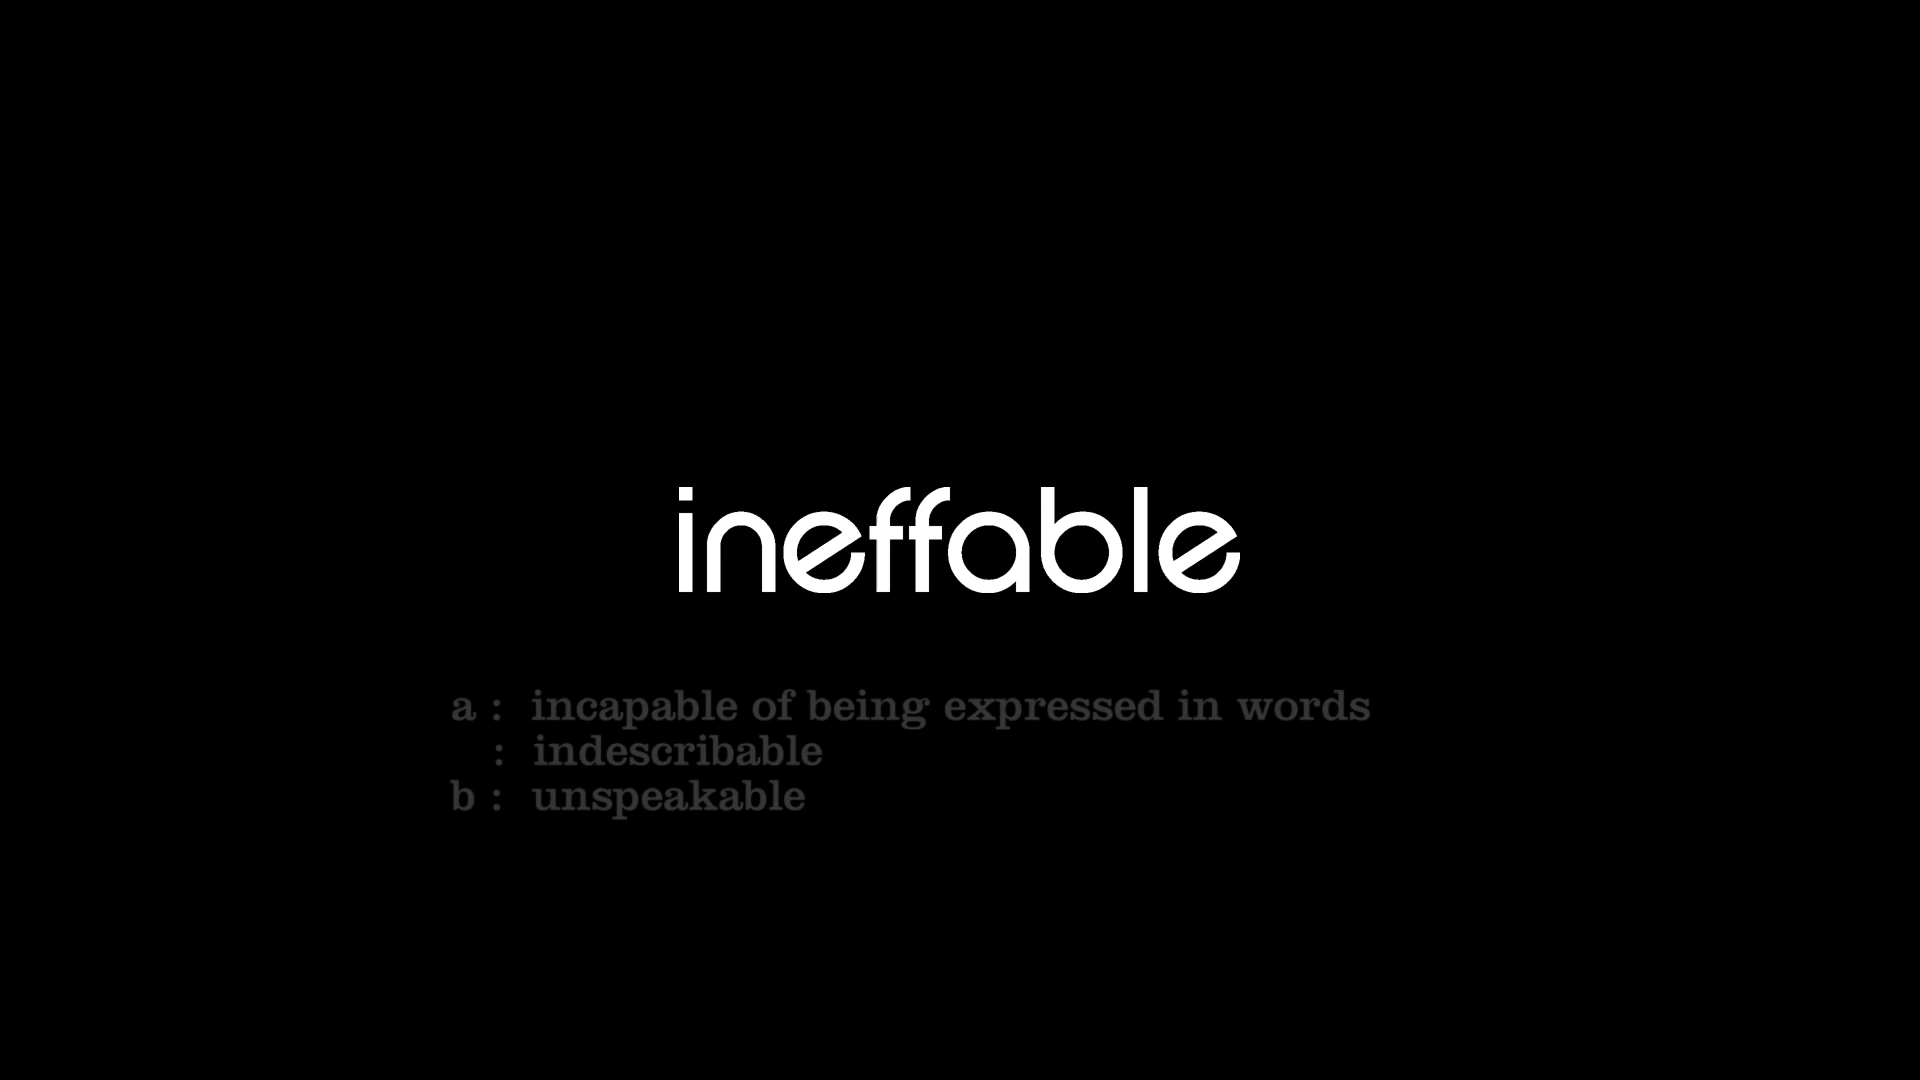 ineffable
a : incapable of being expressed in words
: indescribable
b : unspeakable